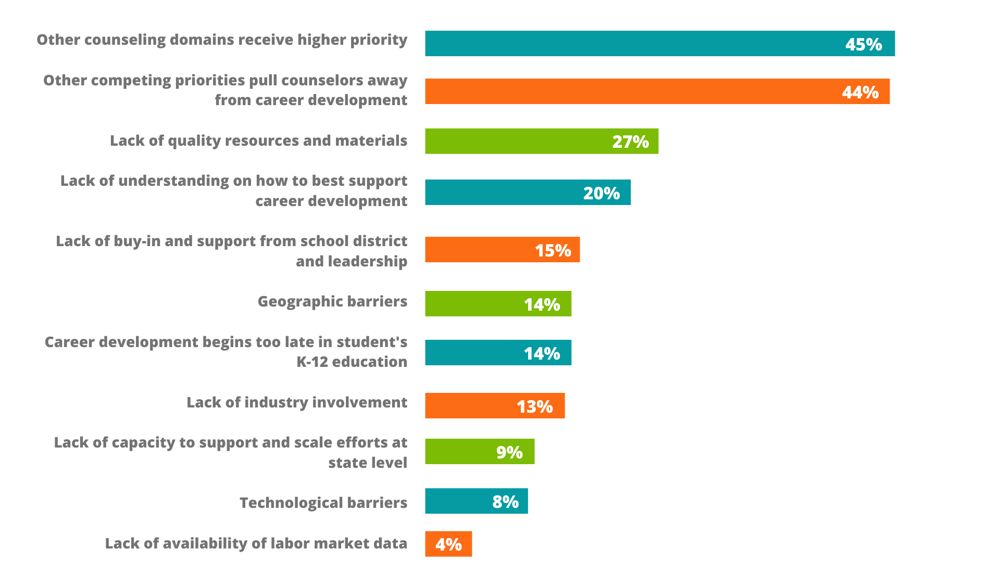 Other counseling domains receive higher priority
45%
Other competing priorities pull counselors away
from career development
44%
Lack of quality resources and materials
27%
Lack of understanding on how to best support
career development
20%
Lack of buy-in and support from school district
and leadership
15%
Geographic barriers
14%
Career development begins too late in student's
K-12 education
14%
Lack of industry involvement
13%
Lack of capacity to support and scale efforts at
state level
9%
Technological barriers
8%
Lack of availability of labor market data
4%